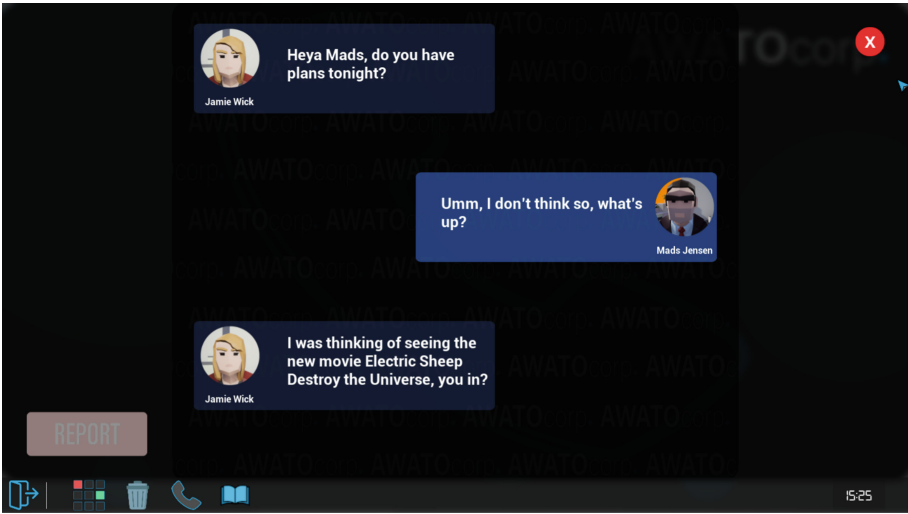 TOcorp.
X
Heya Mads, do you have
plans tonight?
Jamie Wick
Umm, I don't think so, what's
up?
Mads Jensen
I was thinking of seeing the
new movie Electric Sheep
Destroy the Universe, you in?
Jamie Wick
REPORT
15:25